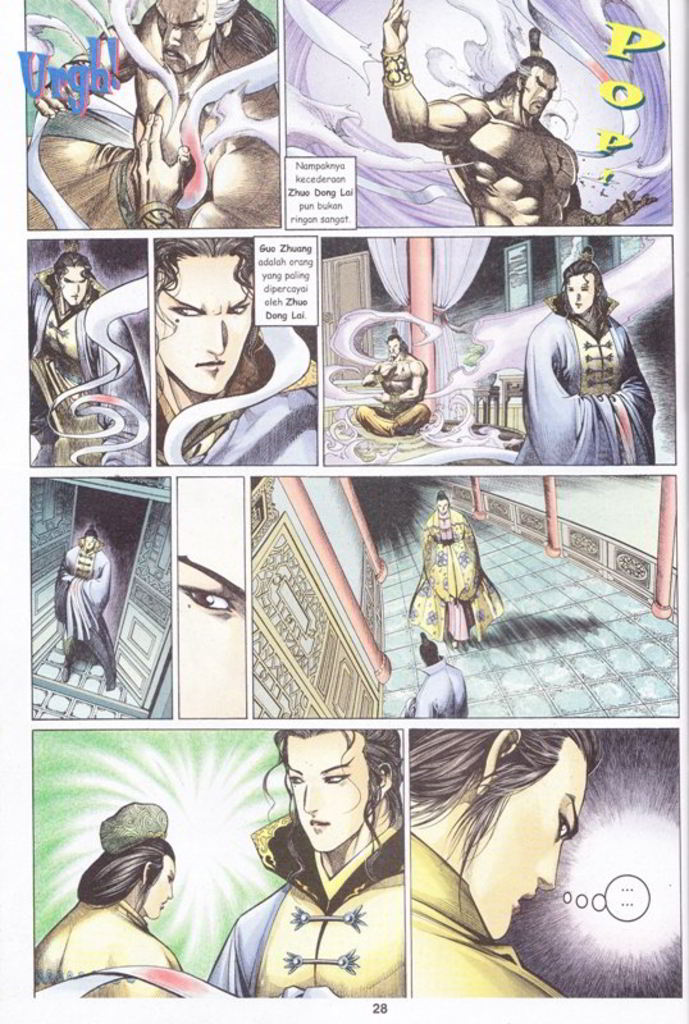 Urgh!
POP!
Nampaknya
kecederaan
Zhuo Dong Lai
pun bukan
ringan sangat.
Guo Zhuang
adalah orang
yang paling
dipercayai
oleh Zhuo
Dong Lai.
...
...
28